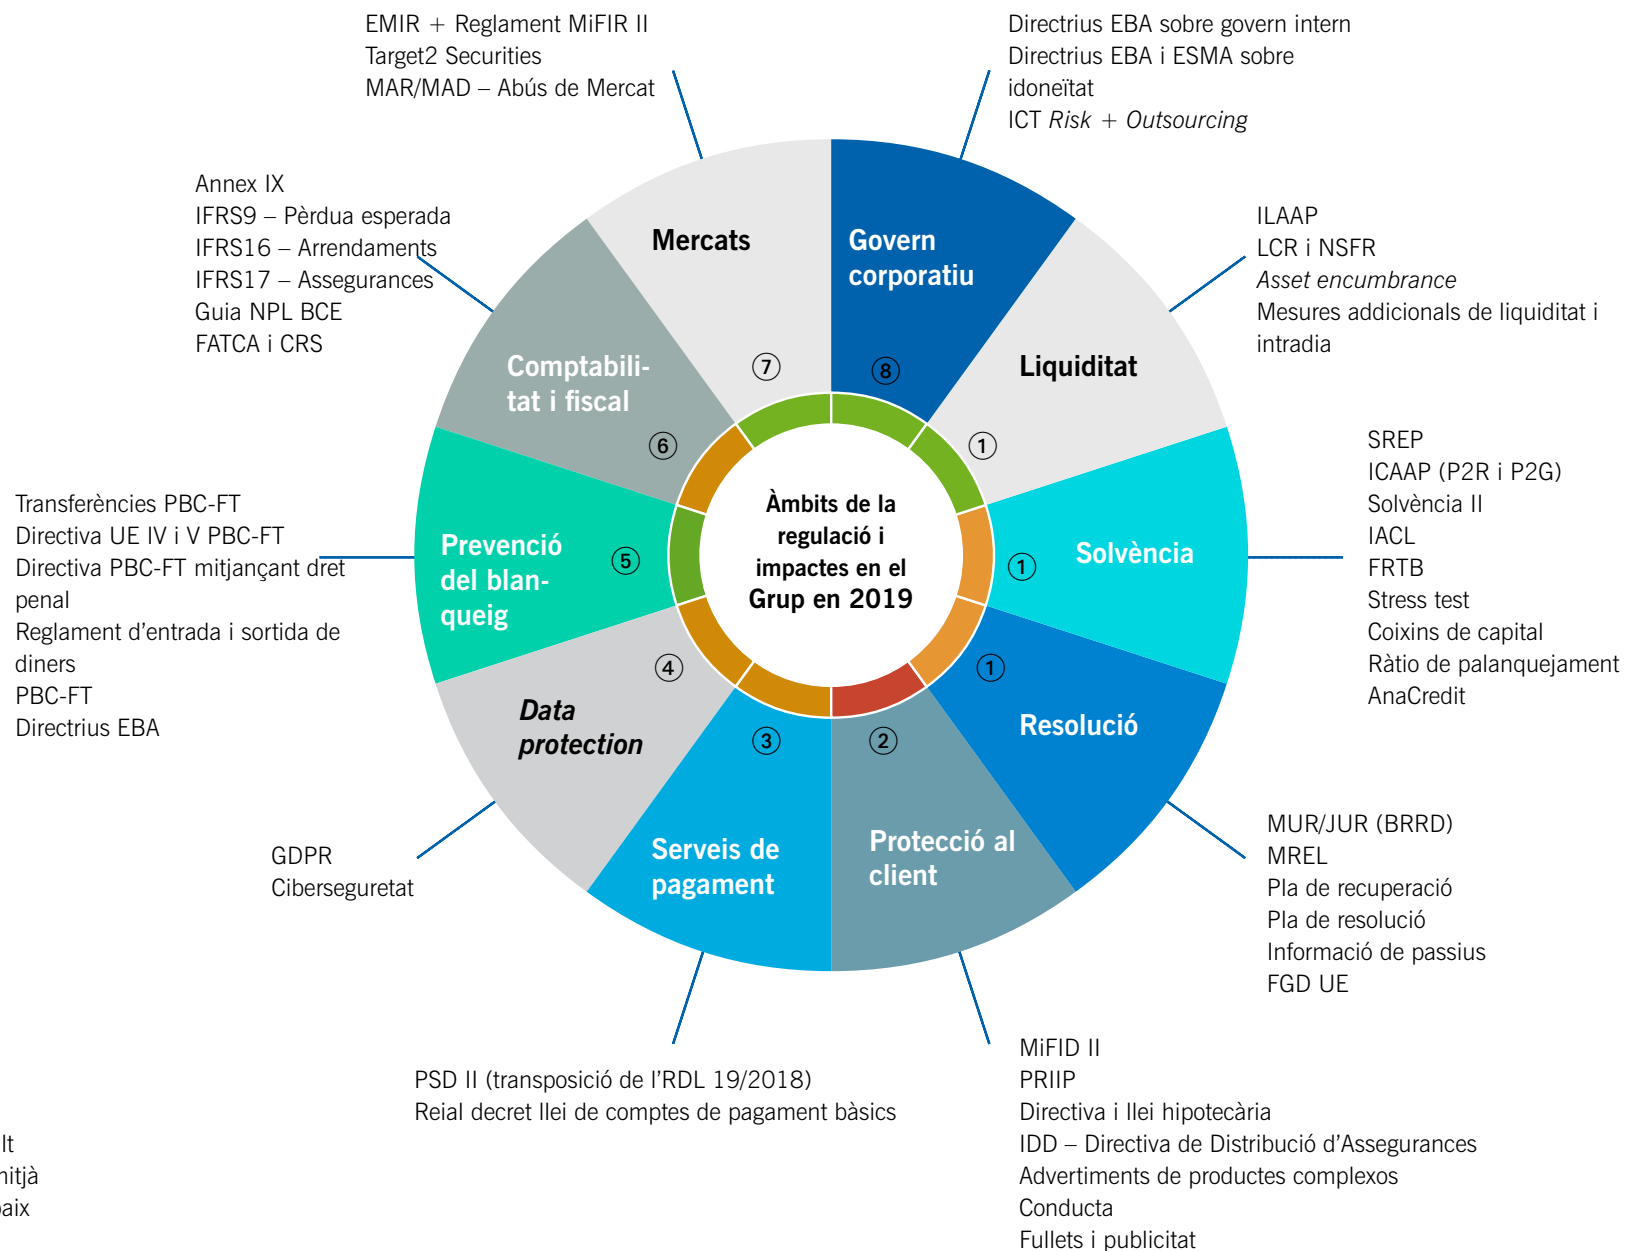 EMIR + Reglament MiFIR II
Target2 Securities
MAR/MAD – Abús de Mercat
Directrius EBA sobre govern intern
Directrius EBA i ESMA sobre
idoneïtat
ICT Risk + Outsourcing
Annex IX
IFRS9 – Pèrdua esperada
IFRS16 – Arrendaments
IFRS17 – Assegurances
Guia NPL BCE
FATCA i CRS
ILAAP
LCR i NSFR
Asset encumbrance
Mesures addicionals de liquiditat i
intradia
Mercats
7
Govern
corporatiu
8
Comptabili-
tat i fiscal
6
Liquiditat
1
Transferències PBC-FT
Directiva UE IV i V PBC-FT
Directiva PBC-FT mitjançant dret
penal
Reglament d’entrada i sortida de
diners
PBC-FT
Directrius EBA
Prevenció
del blan-
queig
5
Àmbits de la
regulació i
impactes en el
Grup en 2019
Solvència
1
SREP
ICAAP (P2R i P2G)
Solvència II
IACL
FRTB
Stress test
Coixins de capital
Ràtio de palanquejament
AnaCredit
Data
protection
4
Resolució
1
GDPR
Ciberseguretat
Serveis de
pagament
3
Protecció al
client
2
MUR/JUR (BRRD)
MREL
Pla de recuperació
Pla de resolució
Informació de passius
FGD UE
PSD II (transposició de l’RDL 19/2018)
Reial decret llei de comptes de pagament bàsics
MiFID II
PRIIP
Directiva i llei hipotecària
IDD – Directiva de Distribució d’Assegurances
Advertiments de productes complexos
Conducta
Fullets i publicitat